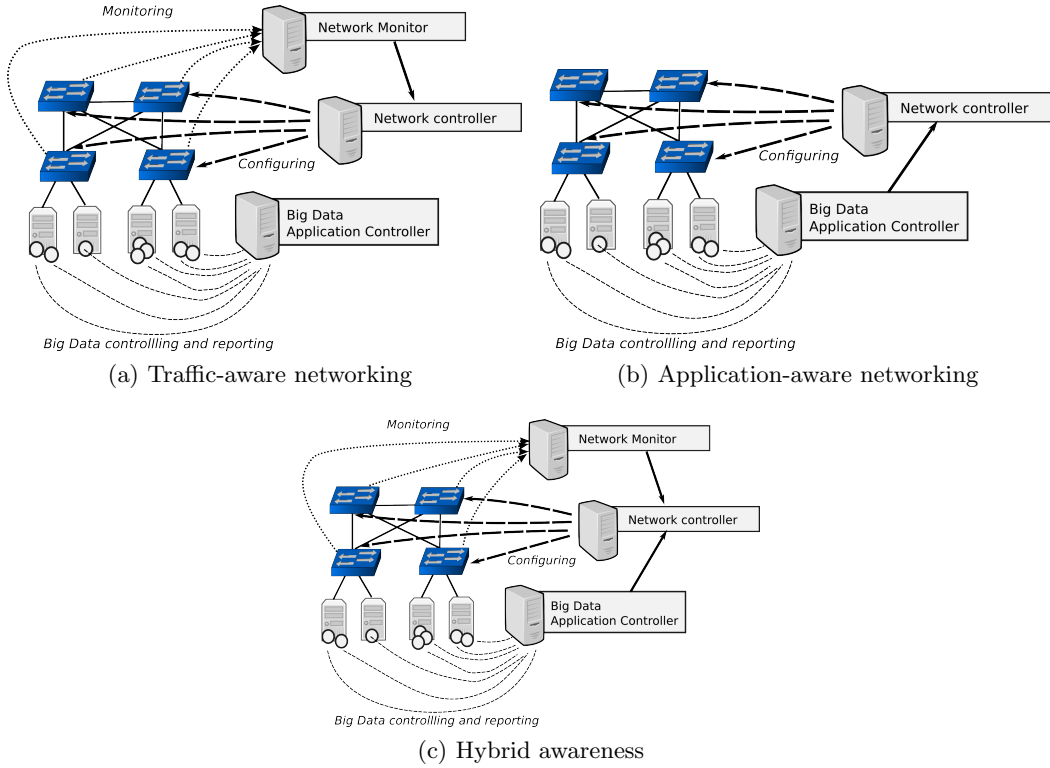 Monitoring
Network Monitor
Network controller
Configuring
Big Data
Application Controller
Big Data controllling and reporting
(a) Traffic-aware networking
Network controller
Configuring
Big Data
Application Controller
Big Data controllling and reporting
(b) Application-aware networking
Monitoring
Network Monitor
Network controller
Configuring
Big Data
Application Controller
Big Data controllling and reporting
(c) Hybrid awareness